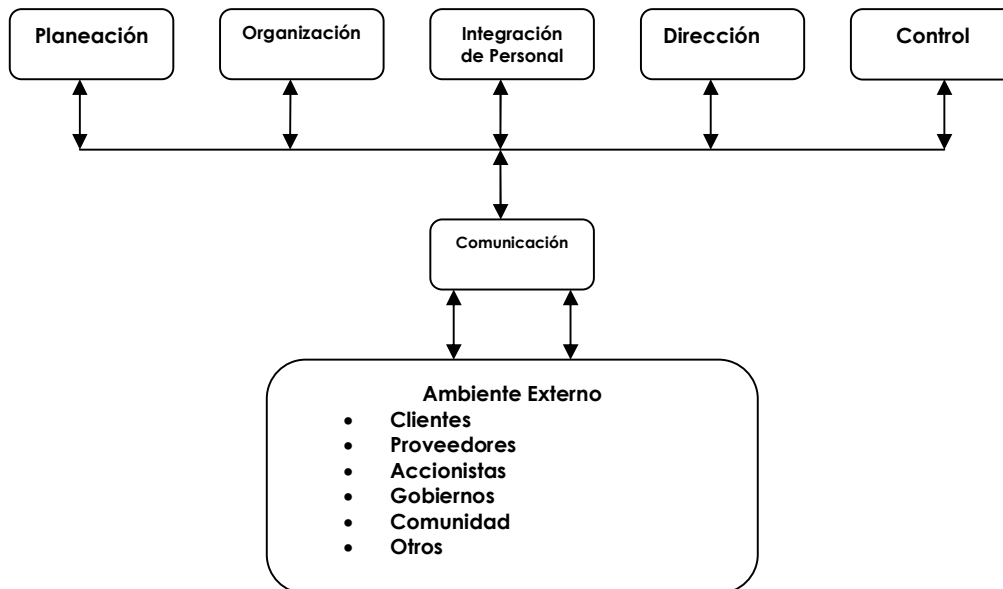 Planeación
Organización
Integración
de Personal
Dirección
Control
Comunicación
Ambiente Externo
• Clientes
• Proveedores
• Accionistas
• Gobiernos
• Comunidad
• Otros